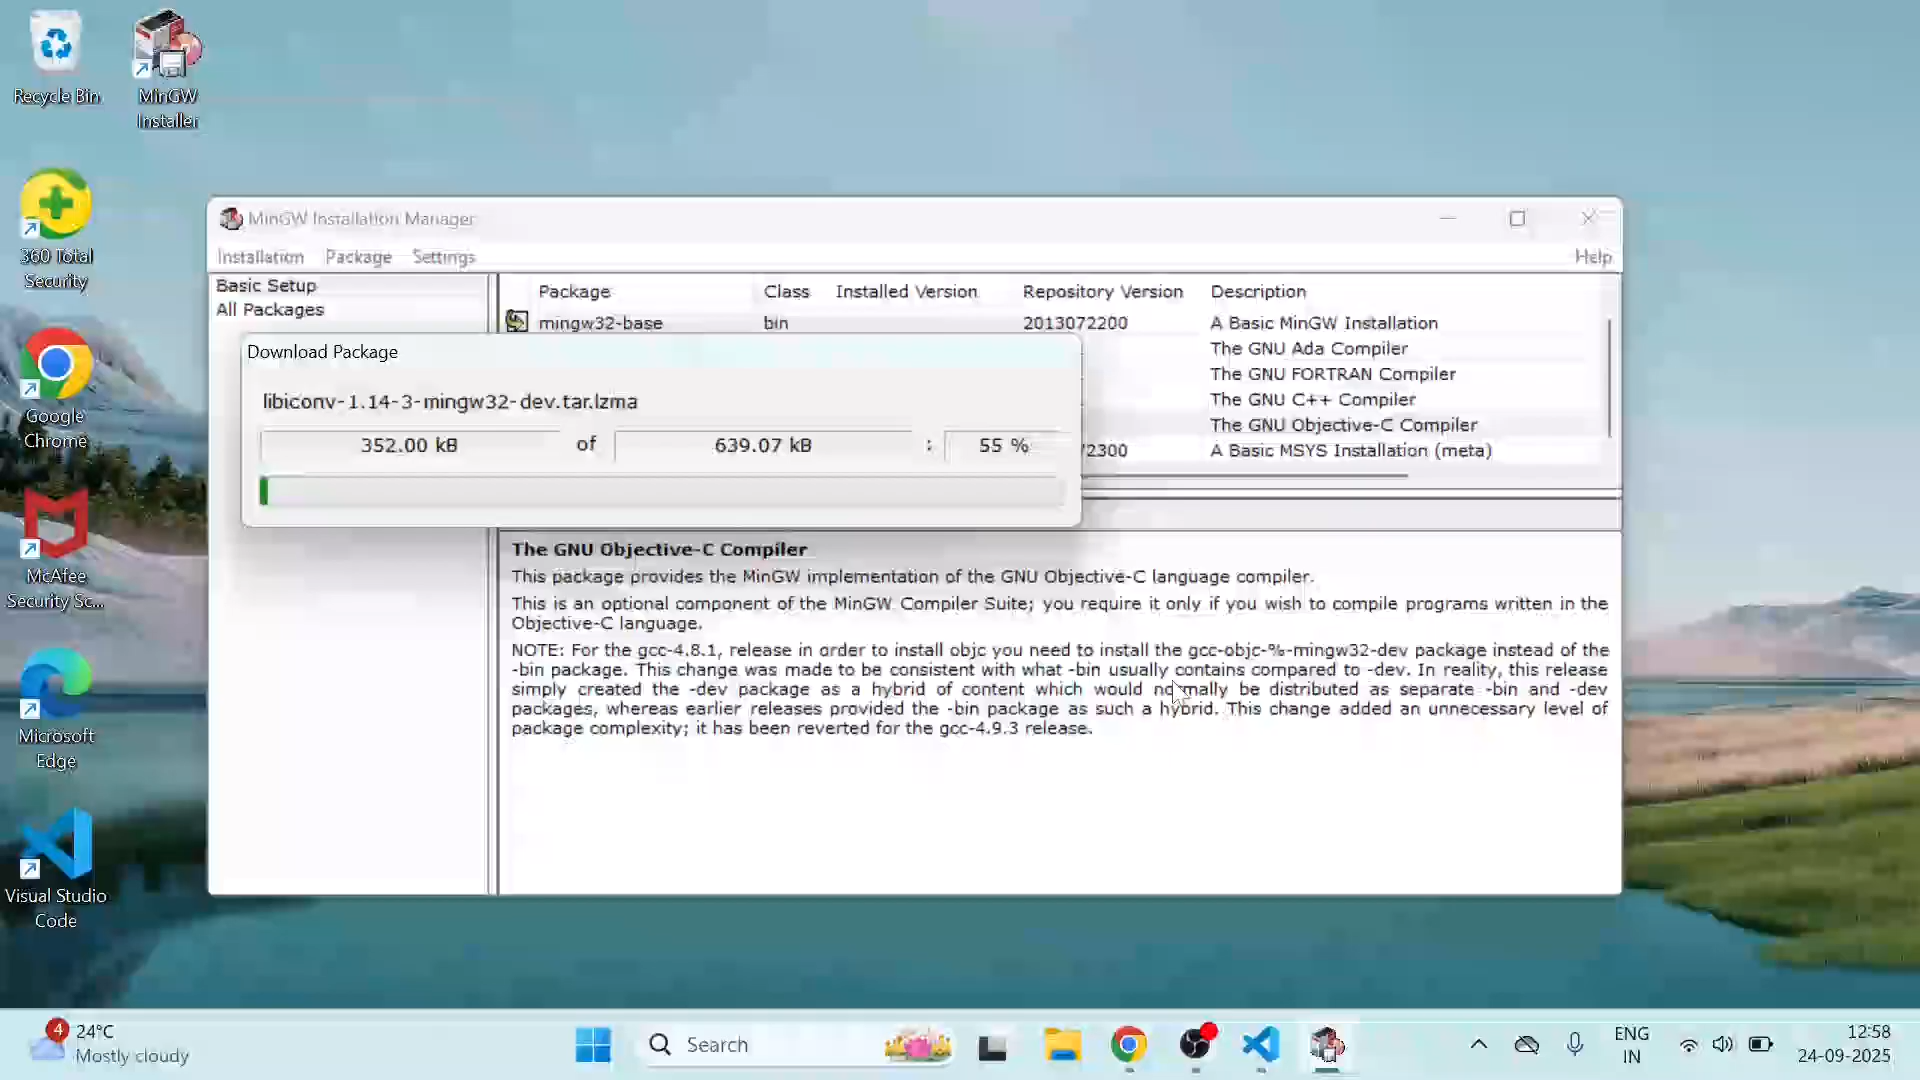 Recycle Bin
MinGW
Installer
360 Total
Security
Google
Chrome
McAfee
Security Sc...
Microsoft
Edge
Visual Studio
Code
MinGW Installation Manager
Installation Package Settings Help
Basic Setup
All Packages
Package Class Installed Version Repository Version Description
mingw32-base bin 2013072200 A Basic MinGW Installation
The GNU Ada Compiler
The GNU FORTRAN Compiler
The GNU C++ Compiler
The GNU Objective-C Compiler
72300 A Basic MSYS Installation (meta)
Download Package
libiconv-1.14-3-mingw32-dev.tar.lzma
352.00 kB of 639.07 kB : 55 %
The GNU Objective-C Compiler
This package provides the MinGW implementation of the GNU Objective-C language compiler.
This is an optional component of the MinGW Compiler Suite; you require it only if you wish to compile programs written in the
Objective-C language.
NOTE: For the gcc-4.8.1, release in order to install objc you need to install the gcc-objc-%-mingw32-dev package instead of the
-bin package. This change was made to be consistent with what -bin usually contains compared to -dev. In reality, this release
simply created the -dev package as a hybrid of content which would normally be distributed as separate -bin and -dev
packages, whereas earlier releases provided the -bin package as such a hybrid. This change added an unnecessary level of
package complexity; it has been reverted for the gcc-4.9.3 release.
4
24°C
Mostly cloudy
Search
ENG
IN
12:58
24-09-2025